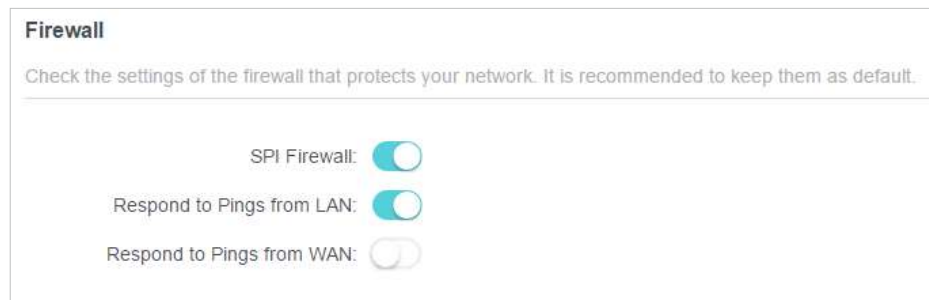 Firewall
Check the settings of the firewall that protects your network. It is recommended to keep them as default.
SPI Firewall:
Respond to Pings from LAN:
Respond to Pings from WAN: